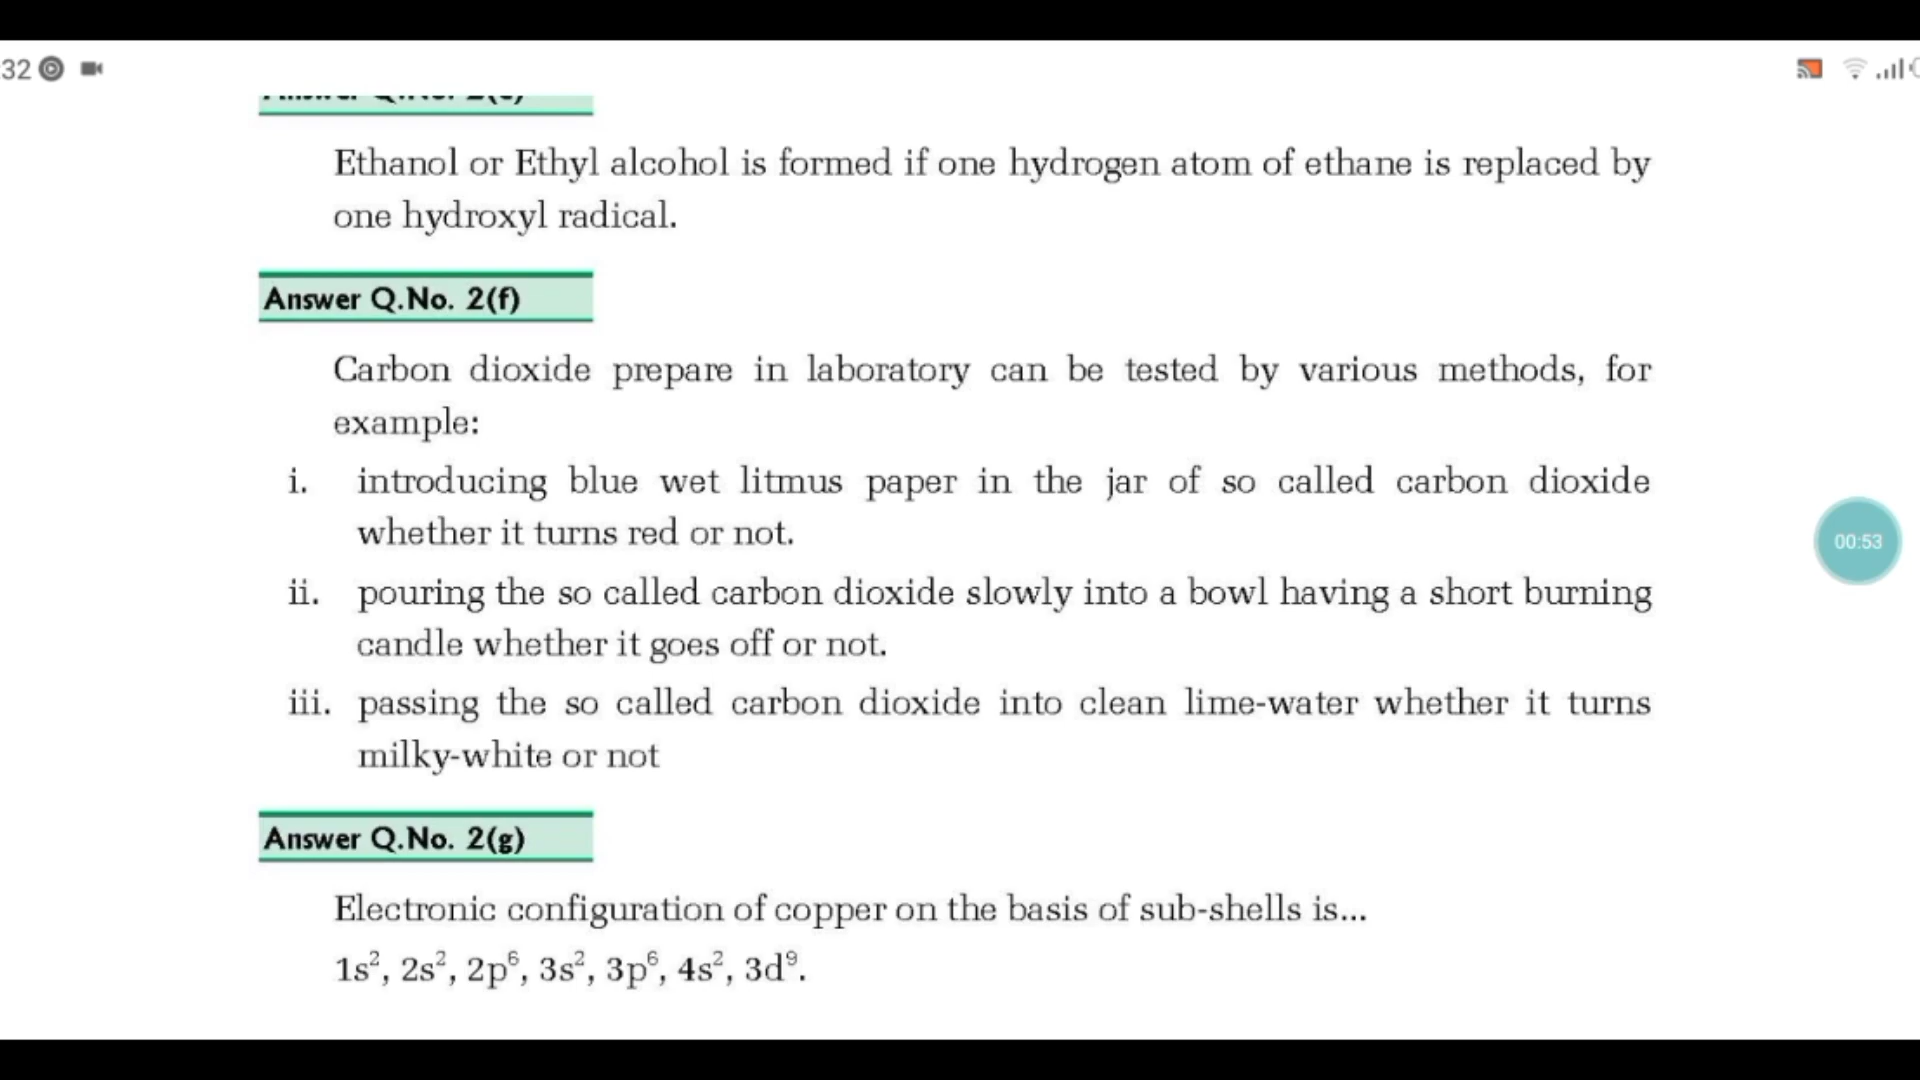 32
Ethanol or Ethyl alcohol is formed if one hydrogen atom of ethane is replaced by
one hydroxyl radical.
Answer Q.No. 2(f)
Carbon dioxide prepare in laboratory can be tested by various methods, for
example:
i. introducing blue wet litmus paper in the jar of so called carbon dioxide
whether it turns red or not.
ii. pouring the so called carbon dioxide slowly into a bowl having a short burning
candle whether it goes off or not.
iii. passing the so called carbon dioxide into clean lime-water whether it turns
milky-white or not
00:53
Answer Q.No. 2(g)
Electronic configuration of copper on the basis of sub-shells is...
1s², 2s², 2p⁶, 3s², 3p⁶, 4s², 3d⁹.